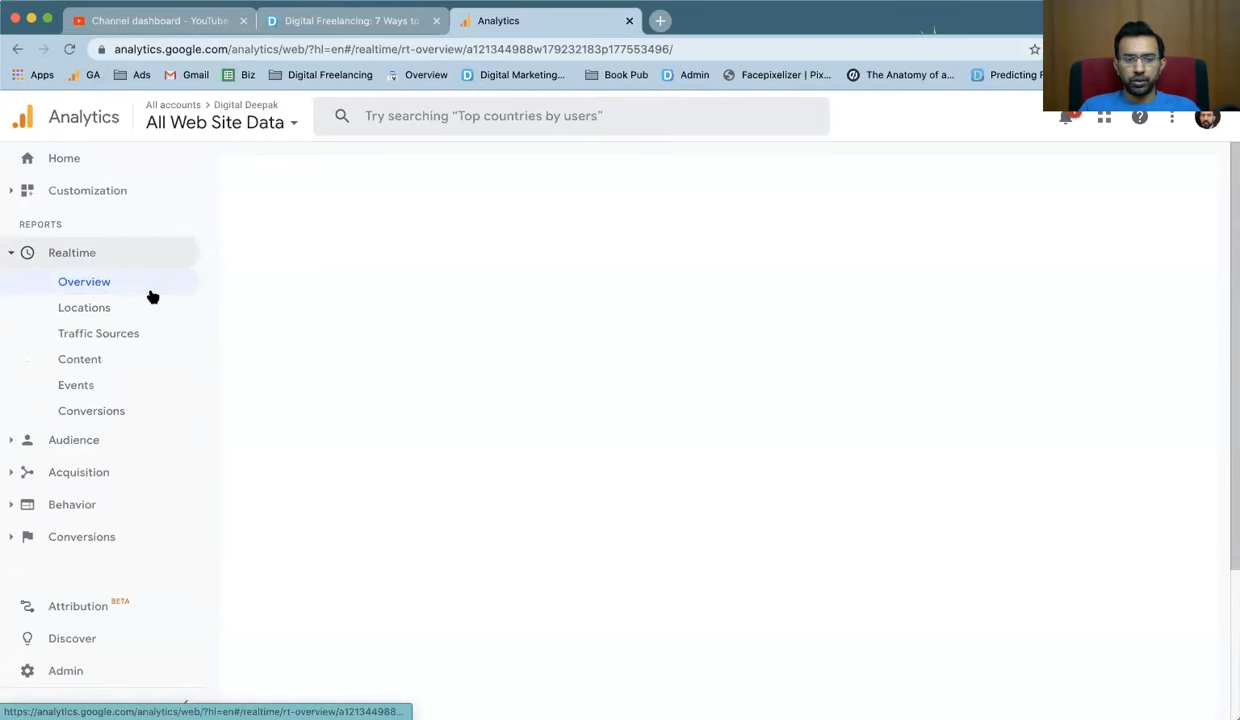 Channel dashboard - YouTube
Digital Freelancing: 7 Ways to
Analytics
analytics.google.com/analytics/web/?hl=en#/realtime/rt-overview/a121344988w179232183p177553496/
Apps
GA
Ads
Gmail
Biz
Digital Freelancing
Overview
Digital Marketing...
Book Pub
Admin
Facepixelizer | Pix...
The Anatomy of a...
Predicting
Analytics
All accounts > Digital Deepak
All Web Site Data
Try searching “Top countries by users”
Home
Customization
REPORTS
Realtime
Overview
Locations
Traffic Sources
Content
Events
Conversions
Audience
Acquisition
Behavior
Conversions
Attribution BETA
Discover
Admin
https://analytics.google.com/analytics/web/?hl=en#/realtime/rt-overview/a121344988...